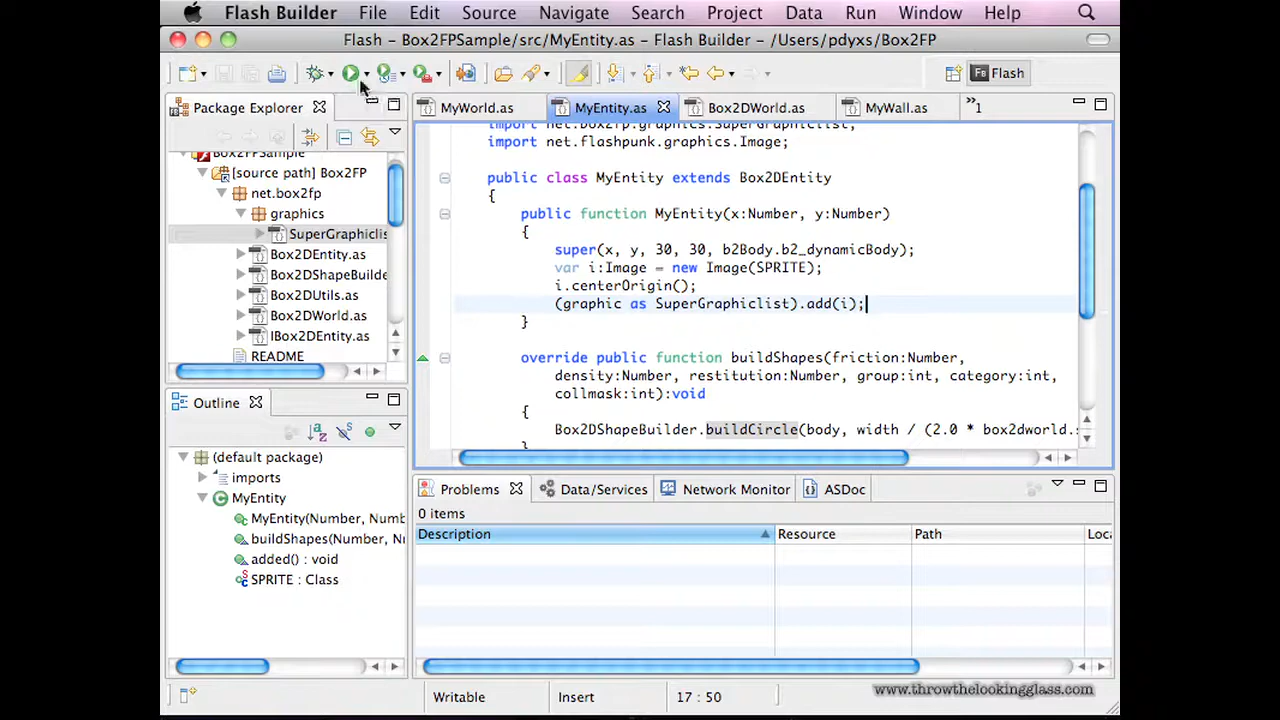 Flash Builder File Edit Source Navigate Search Project Data Run Window Help
Flash - Box2FPSample/src/MyEntity.as - Flash Builder - /Users/pdyxs/Box2FP
Fb Flash
Package Explorer
MyWorld.as MyEntity.as Box2DWorld.as MyWall.as »1
Box2FPSample
[source path] Box2FP
net.box2fp
graphics
SuperGraphiclis
Box2DEntity.as
Box2DShapeBuilde
Box2DUtils.as
Box2DWorld.as
IBox2DEntity.as
README
import net.box2fp.graphics.SuperGraphiclist;
import net.flashpunk.graphics.Image;
public class MyEntity extends Box2DEntity
{
public function MyEntity(x:Number, y:Number)
{
super(x, y, 30, 30, b2Body.b2_dynamicBody);
var i:Image = new Image(SPRITE);
i.centerOrigin();
(graphic as SuperGraphiclist).add(i);
}
override public function buildShapes(friction:Number,
density:Number, restitution:Number, group:int, category:int,
collmask:int):void
{
Box2DShapeBuilder.buildCircle(body, width / (2.0 * box2dworld.s
}
Outline
(default package)
imports
MyEntity
MyEntity(Number, Numb
buildShapes(Number, N
added() : void
SPRITE : Class
Problems Data/Services Network Monitor ASDoc
0 items
Description Resource Path Loca
Writable Insert 17 : 50
www.throwthelookingglass.com